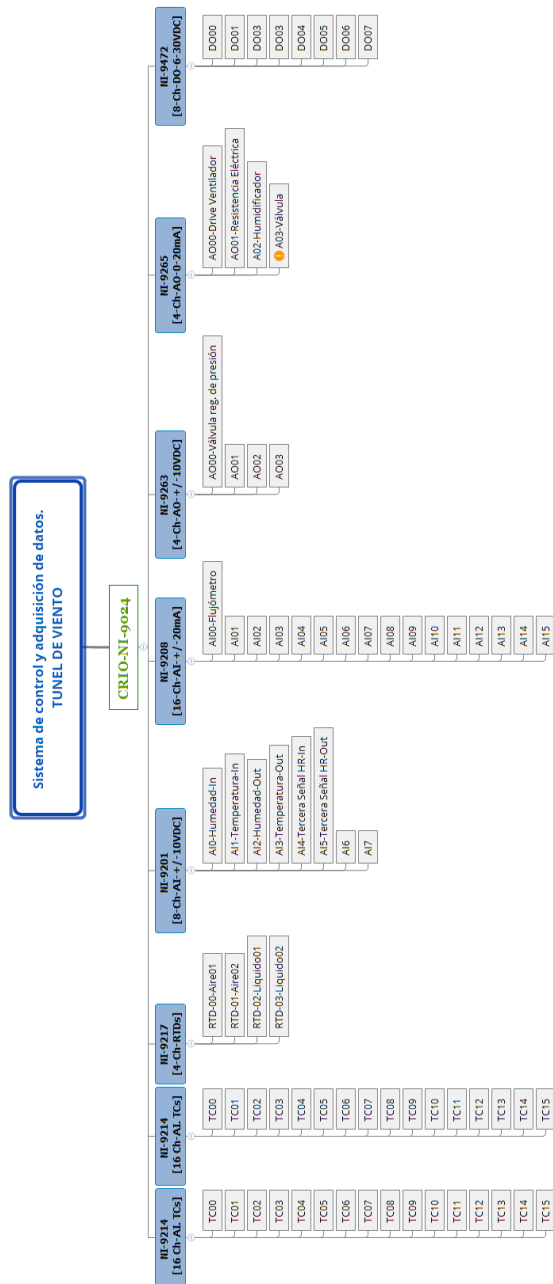 Sistema de control y adquisición de datos.
TUNEL DE VIENTO
CRIO-NI-9024
NI-9214
[16 Ch-AI. TCs]
TC00
TC01
TC02
TC03
TC04
TC05
TC06
TC07
TC08
TC09
TC10
TC11
TC12
TC13
TC14
TC15
NI-9214
[16 Ch-AI. TCs]
TC00
TC01
TC02
TC03
TC04
TC05
TC06
TC07
TC08
TC09
TC10
TC11
TC12
TC13
TC14
TC15
NI-9217
[4-Ch-RTDs]
RTD-00-Aire01
RTD-01-Aire02
RTD-02-Liquido01
RTD-03-Liquido02
NI-9201
[8-Ch-AI-+/-10VDC]
AI0-Humedad-In
AI1-Temperatura-In
AI2-Humedad-Out
AI3-Temperatura-Out
AI4-Tercera Señal HR-In
AI5-Tercera Señal HR-Out
AI6
AI7
NI-9208
[16-Ch-AI-+/-20mA]
AI00-Flujómetro
AI01
AI02
AI03
AI04
AI05
AI06
AI07
AI08
AI09
AI10
AI11
AI12
AI13
AI14
AI15
NI-9263
[4-Ch-AO-+/-10VDC]
AO00-Válvula reg. de presión
AO01
AO02
AO03
NI-9265
[4-Ch-AO-0-20mA]
AO00-Drive Ventilador
AO01-Resistencia Eléctrica
A02-Humidificador
A03-Válvula
NI-9472
[8-Ch-DO-6-30VDC]
DO00
DO01
DO03
DO03
DO04
DO05
DO06
DO07